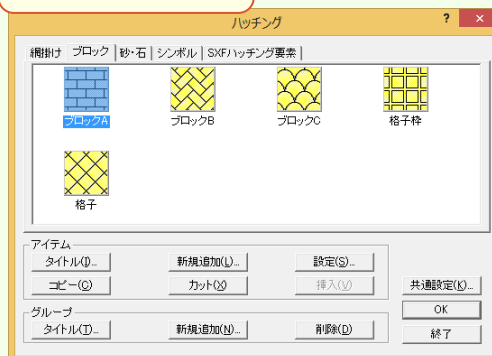 ハッチング
?
×
網掛け ブロック 砂・石 シンボル SXFハッチング要素
ブロックA ブロックB ブロックC 格子枠
格子
アイテム
タイトル(I)... 新規追加(L)... 設定(S)...
コピー(C) カット(X) 挿入(V) 共通設定(K)...
グループ OK
タイトル(T)... 新規追加(N)... 削除(D) 終了